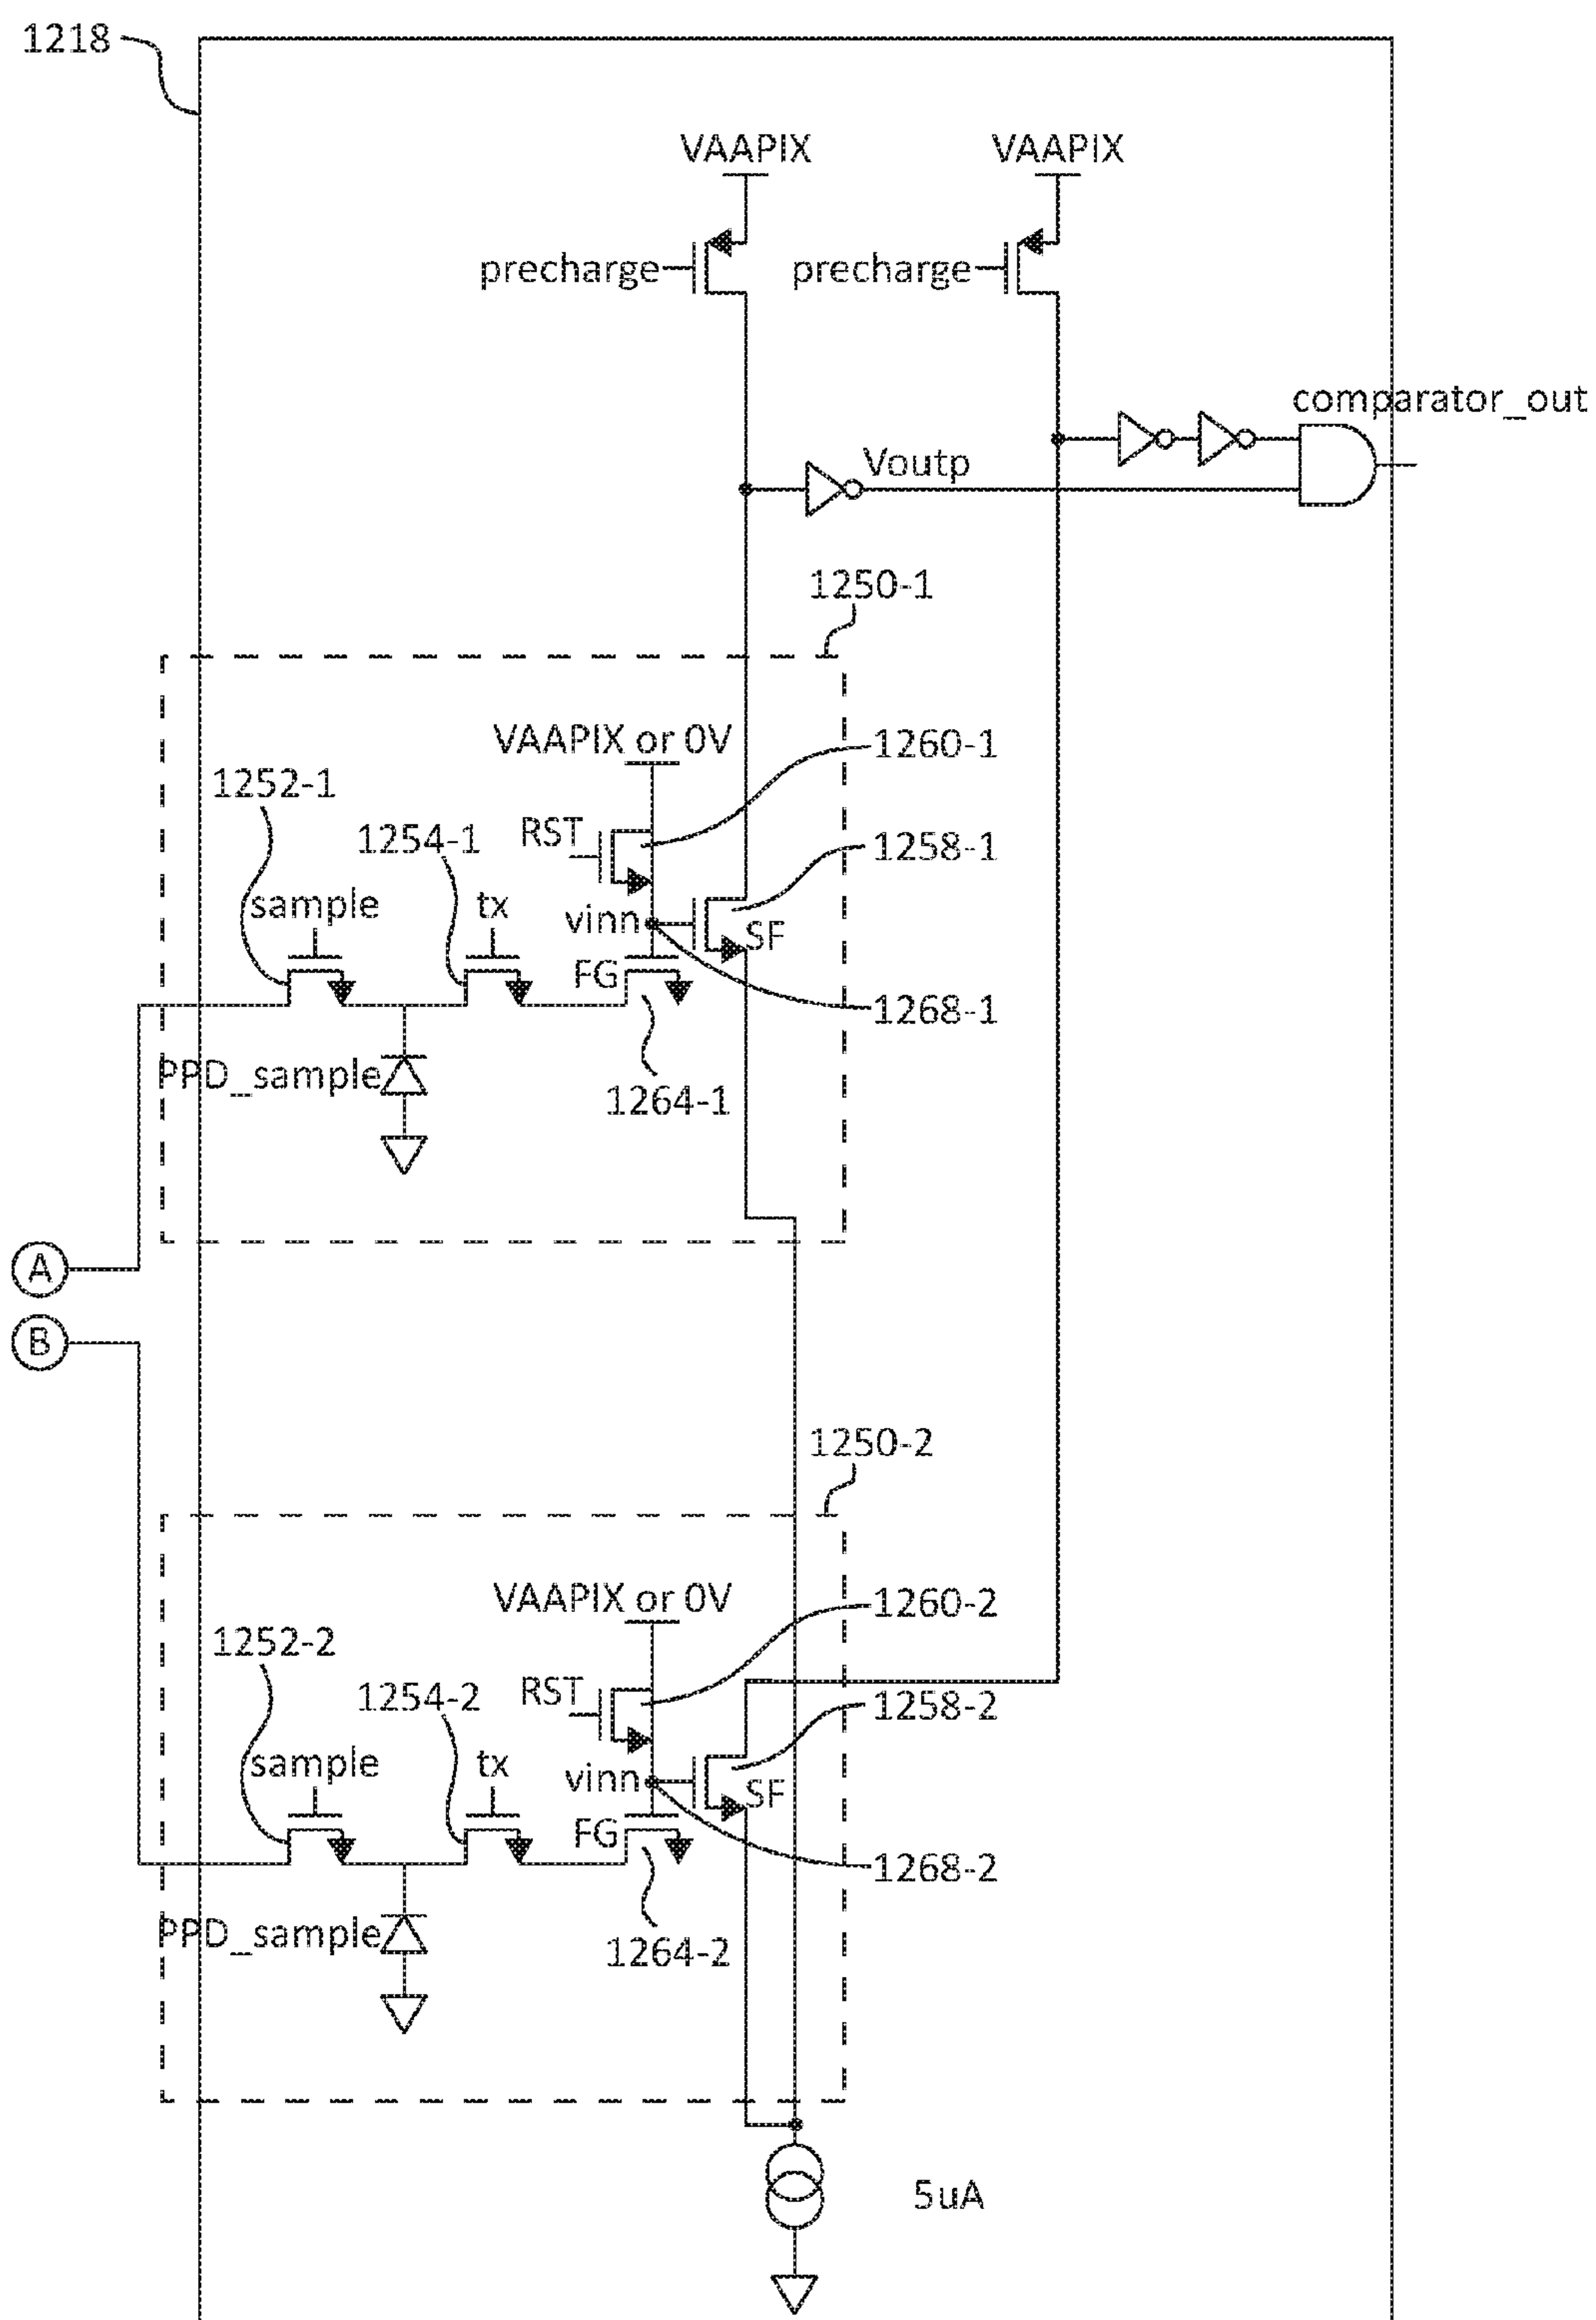 1218
VAAPIX
VAAPIX
precharge
precharge
comparator_out
Voutp
1250-1
VAAPIX or 0V
1260-1
1252-1
1254-1
RST
1258-1
sample
tx
vinn
SF
FG
1268-1
PPD_sample
1264-1
A
B
1250-2
VAAPIX or 0V
1260-2
1252-2
1254-2
RST
1258-2
sample
tx
vinn
SF
FG
1268-2
PPD_sample
1264-2
5uA